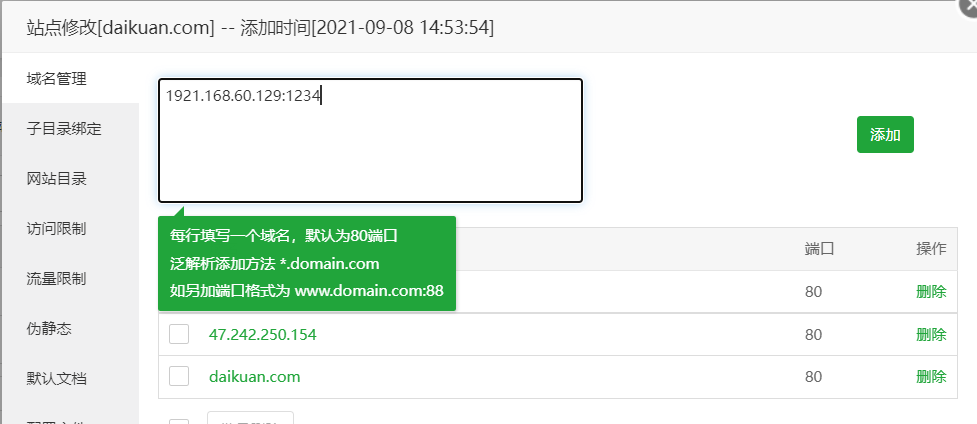 站点修改[daikuan.com] -- 添加时间[2021-09-08 14:53:54]
域名管理
1921.168.60.129:1234
添加
子目录绑定
网站目录
访问限制
流量限制
伪静态
默认文档
每行填写一个域名，默认为80端口
泛解析添加方法 *.domain.com
如另加端口格式为 www.domain.com:88
端口 操作
80 删除
47.242.250.154 80 删除
daikuan.com 80 删除